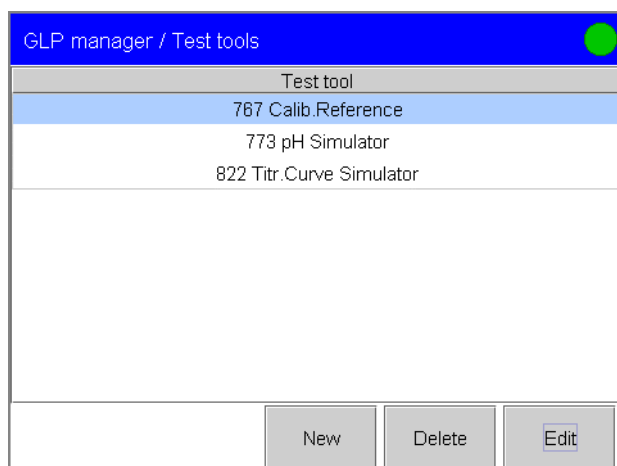 GLP manager / Test tools
Test tool
767 Calib.Reference
773 pH Simulator
822 Titr.Curve Simulator
New Delete Edit